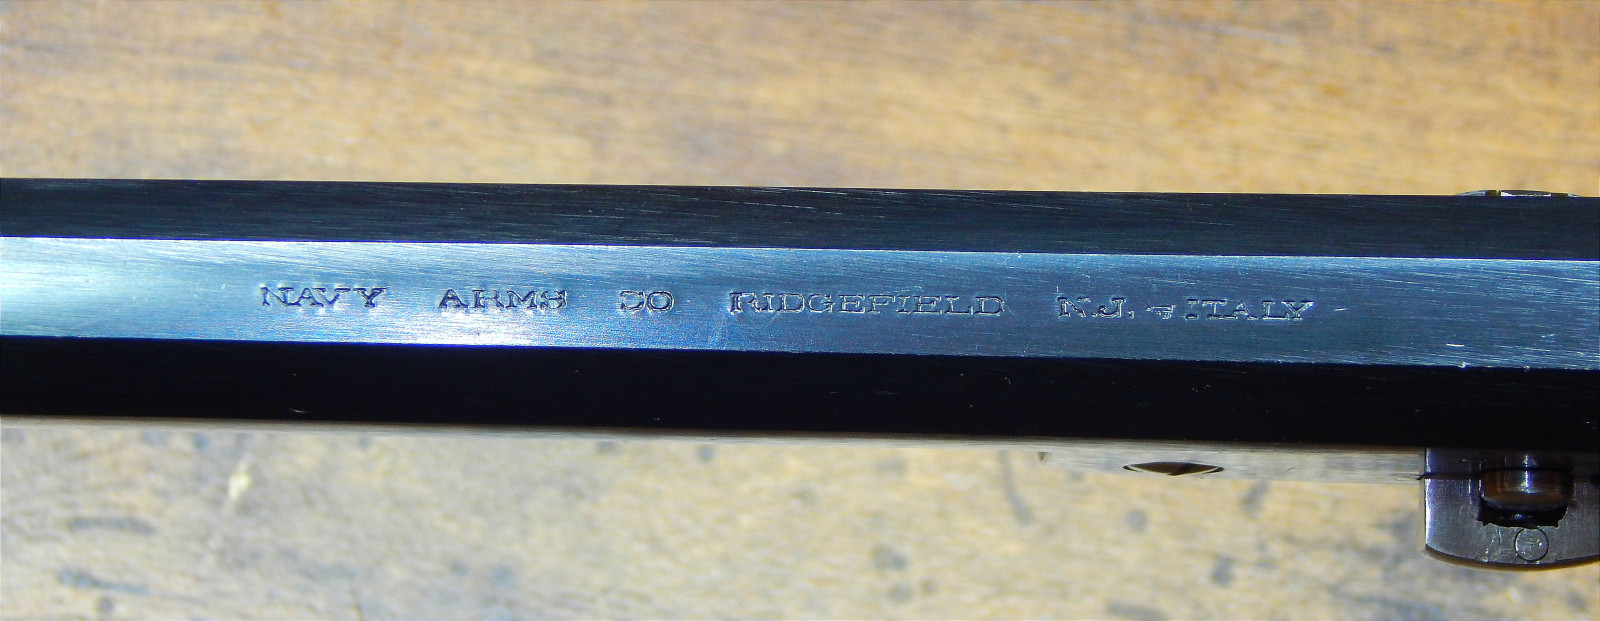 NAVY ARMS CO RIDGEFIELD N.J. - ITALY